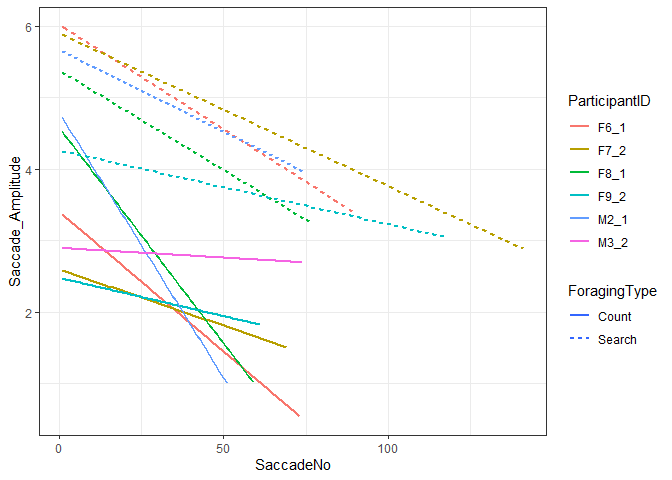 6
4
2
0
50
100
SaccadeNo
Saccade_Amplitude
ParticipantID
F6_1
F7_2
F8_1
F9_2
M2_1
M3_2
ForagingType
Count
Search